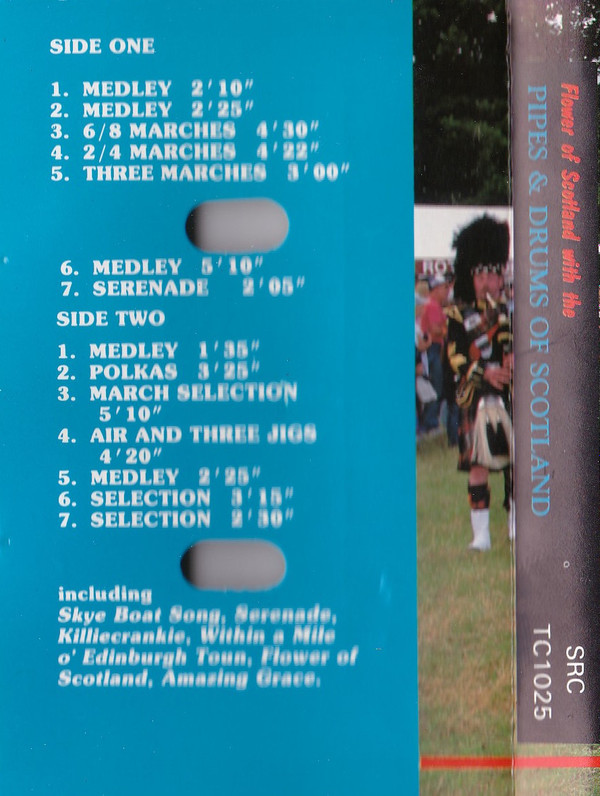 SIDE ONE
1. MEDLEY 2'10"
2. MEDLEY 2'25"
3. 6/8 MARCHES 4'30"
4. 2/4 MARCHES 4'22"
5. THREE MARCHES 3'00"
6. MEDLEY 5'10"
7. SERENADE 2'05"
SIDE TWO
1. MEDLEY 1'35"
2. POLKAS 3'25"
3. MARCH SELECTION
5'10"
4. AIR AND THREE JIGS
4'20"
5. MEDLEY 2'25"
6. SELECTION 3'15"
7. SELECTION 2'30"
including
Skye Boat Song, Serenade,
Killiecrankie, Within a Mile
o' Edinburgh Toun, Flower of
Scotland, Amazing Grace.
Flower of Scotland with the
PIPES & DRUMS OF SCOTLAND
SRC
TC1025